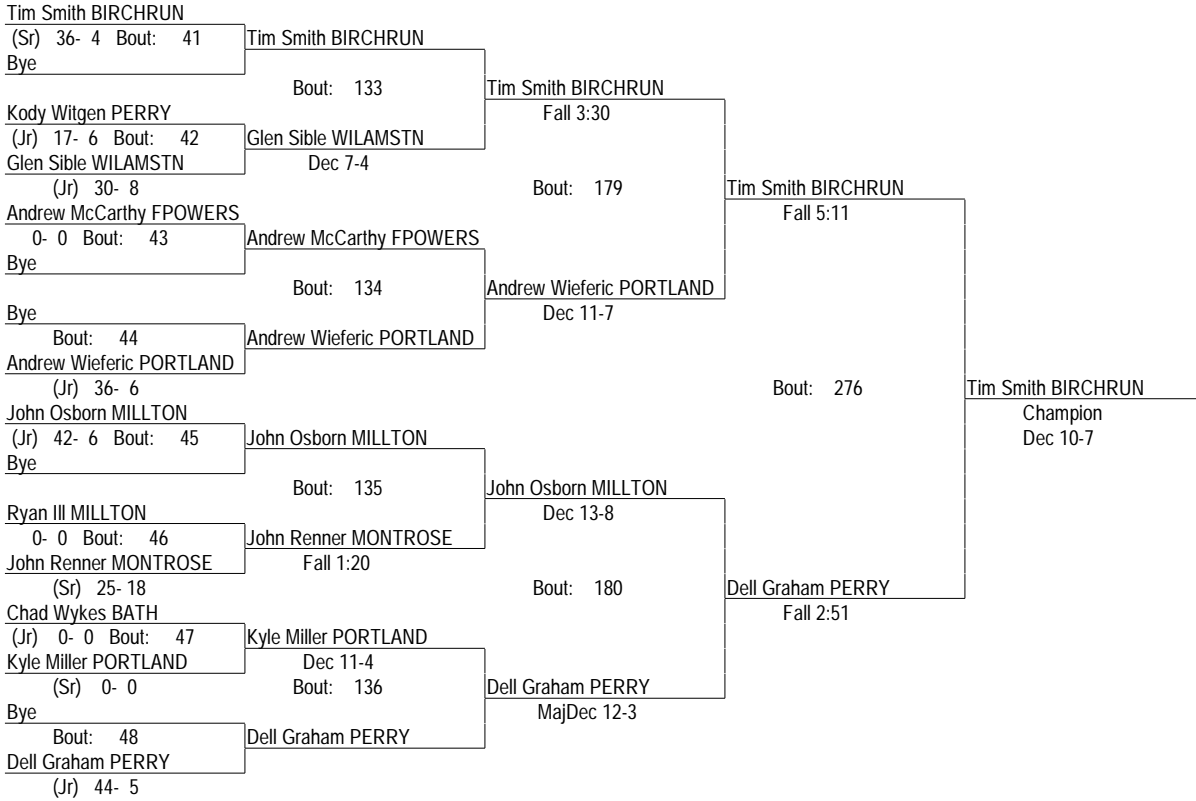 Tim Smith BIRCHRUN
(Sr) 36- 4 Bout: 41 Tim Smith BIRCHRUN
Bye
Bout: 133 Tim Smith BIRCHRUN
Kody Witgen PERRY Fall 3:30
(Jr) 17- 6 Bout: 42 Glen Sible WILAMSTN
Glen Sible WILAMSTN Dec 7-4
(Jr) 30- 8 Bout: 179 Tim Smith BIRCHRUN
Andrew McCarthy FPOWERS Fall 5:11
0- 0 Bout: 43 Andrew McCarthy FPOWERS
Bye
Bout: 134 Andrew Wieferic PORTLAND
Bye Dec 11-7
Bout: 44 Andrew Wieferic PORTLAND
Andrew Wieferic PORTLAND
(Jr) 36- 6 Bout: 276 Tim Smith BIRCHRUN
John Osborn MILLTON Champion
(Jr) 42- 6 Bout: 45 John Osborn MILLTON Dec 10-7
Bye
Bout: 135 John Osborn MILLTON
Ryan Ill MILLTON Dec 13-8
0- 0 Bout: 46 John Renner MONTROSE
John Renner MONTROSE Fall 1:20
(Sr) 25- 18 Bout: 180 Dell Graham PERRY
Chad Wykes BATH Fall 2:51
(Jr) 0- 0 Bout: 47 Kyle Miller PORTLAND
Kyle Miller PORTLAND Dec 11-4
(Sr) 0- 0 Bout: 136 Dell Graham PERRY
Bye MajDec 12-3
Bout: 48 Dell Graham PERRY
Dell Graham PERRY
(Jr) 44- 5